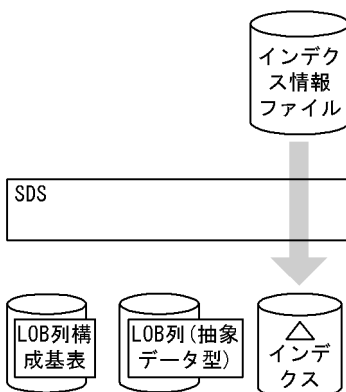 インデク
ス情報
ファイル
SDS
LOB列構
成基表
LOB列(抽象
データ型)
インデ
クス